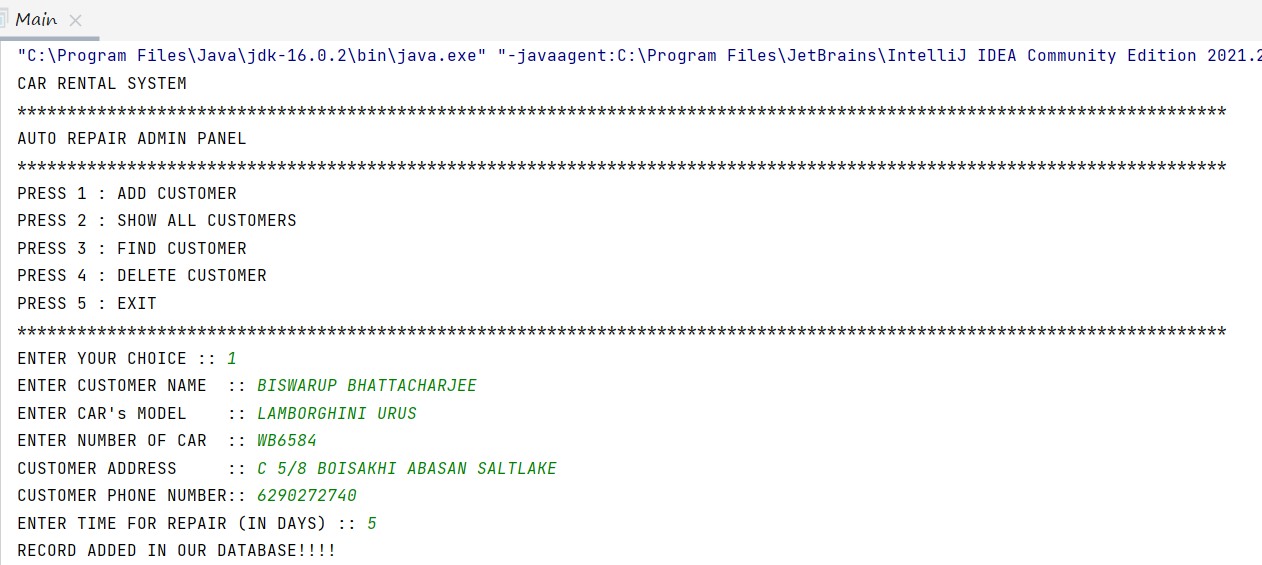 Main
"C:\Program Files\Java\jdk-16.0.2\bin\java.exe" "-javaagent:C:\Program Files\JetBrains\IntelliJ IDEA Community Edition 2021.2
CAR RENTAL SYSTEM
*************************************************************************************************************************
AUTO REPAIR ADMIN PANEL
*************************************************************************************************************************
PRESS 1 : ADD CUSTOMER
PRESS 2 : SHOW ALL CUSTOMERS
PRESS 3 : FIND CUSTOMER
PRESS 4 : DELETE CUSTOMER
PRESS 5 : EXIT
*************************************************************************************************************************
ENTER YOUR CHOICE :: 1
ENTER CUSTOMER NAME  :: BISWARUP BHATTACHARJEE
ENTER CAR's MODEL    :: LAMBORGHINI URUS
ENTER NUMBER OF CAR  :: WB6584
CUSTOMER ADDRESS     :: C 5/8 BOISAKHI ABASAN SALTLAKE
CUSTOMER PHONE NUMBER:: 6290272740
ENTER TIME FOR REPAIR (IN DAYS) :: 5
RECORD ADDED IN OUR DATABASE!!!!